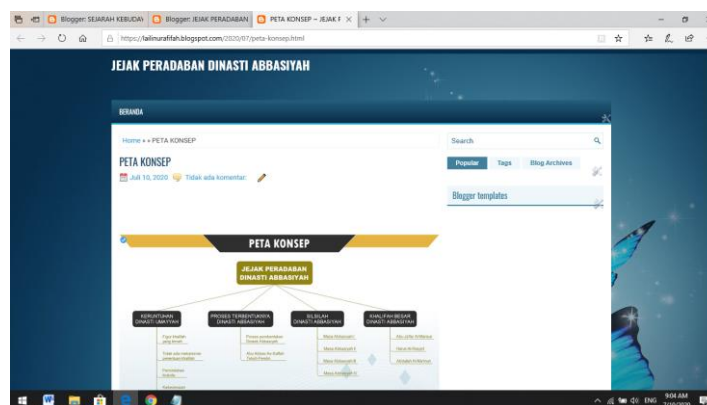 Blogger: SEJARAH KEBUDAY
Blogger: JEJAK PERADABAN
PETA KONSEP – JEJAK P
https://lailinurafifah.blogspot.com/2020/07/peta-konsep.html
JEJAK PERADABAN DINASTI ABBASIYAH
BERANDA
Home » » PETA KONSEP
Search
PETA KONSEP
Popular
Tags
Blog Archives
Juli 10, 2020
Tidak ada komentar:
Blogger templates
PETA KONSEP
JEJAK PERADABAN
DINASTI ABBASIYAH
KERUNTUHAN
DINASTI UMAYYAH
PROSES TERBENTUKNYA
DINASTI ABBASIYAH
SILSILAH
DINASTI ABBASIYAH
KHALIFAH BESAR
DINASTI ABBASIYAH
ENG
9:04 AM
7/10/2020